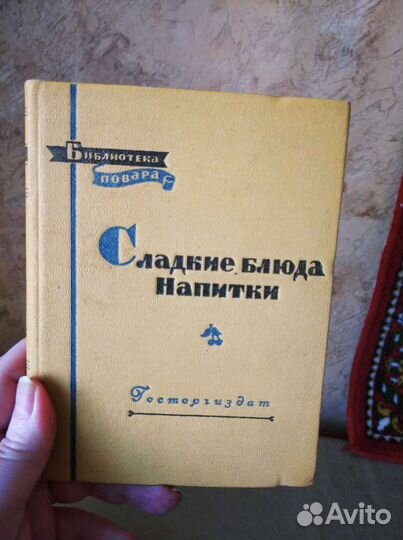 Библиотека
повара
Сладкие блюда
Напитки
Госторгиздат
Avito